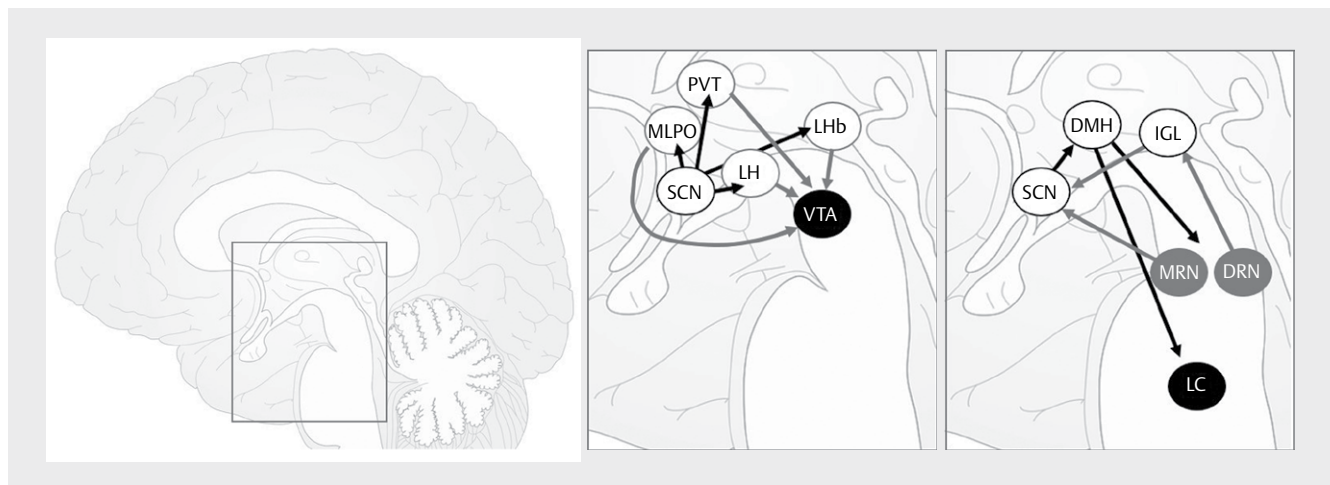 PVT
MLPO
LHb
LH
SCN
VTA
DMH
IGL
SCN
MRN
DRN
LC